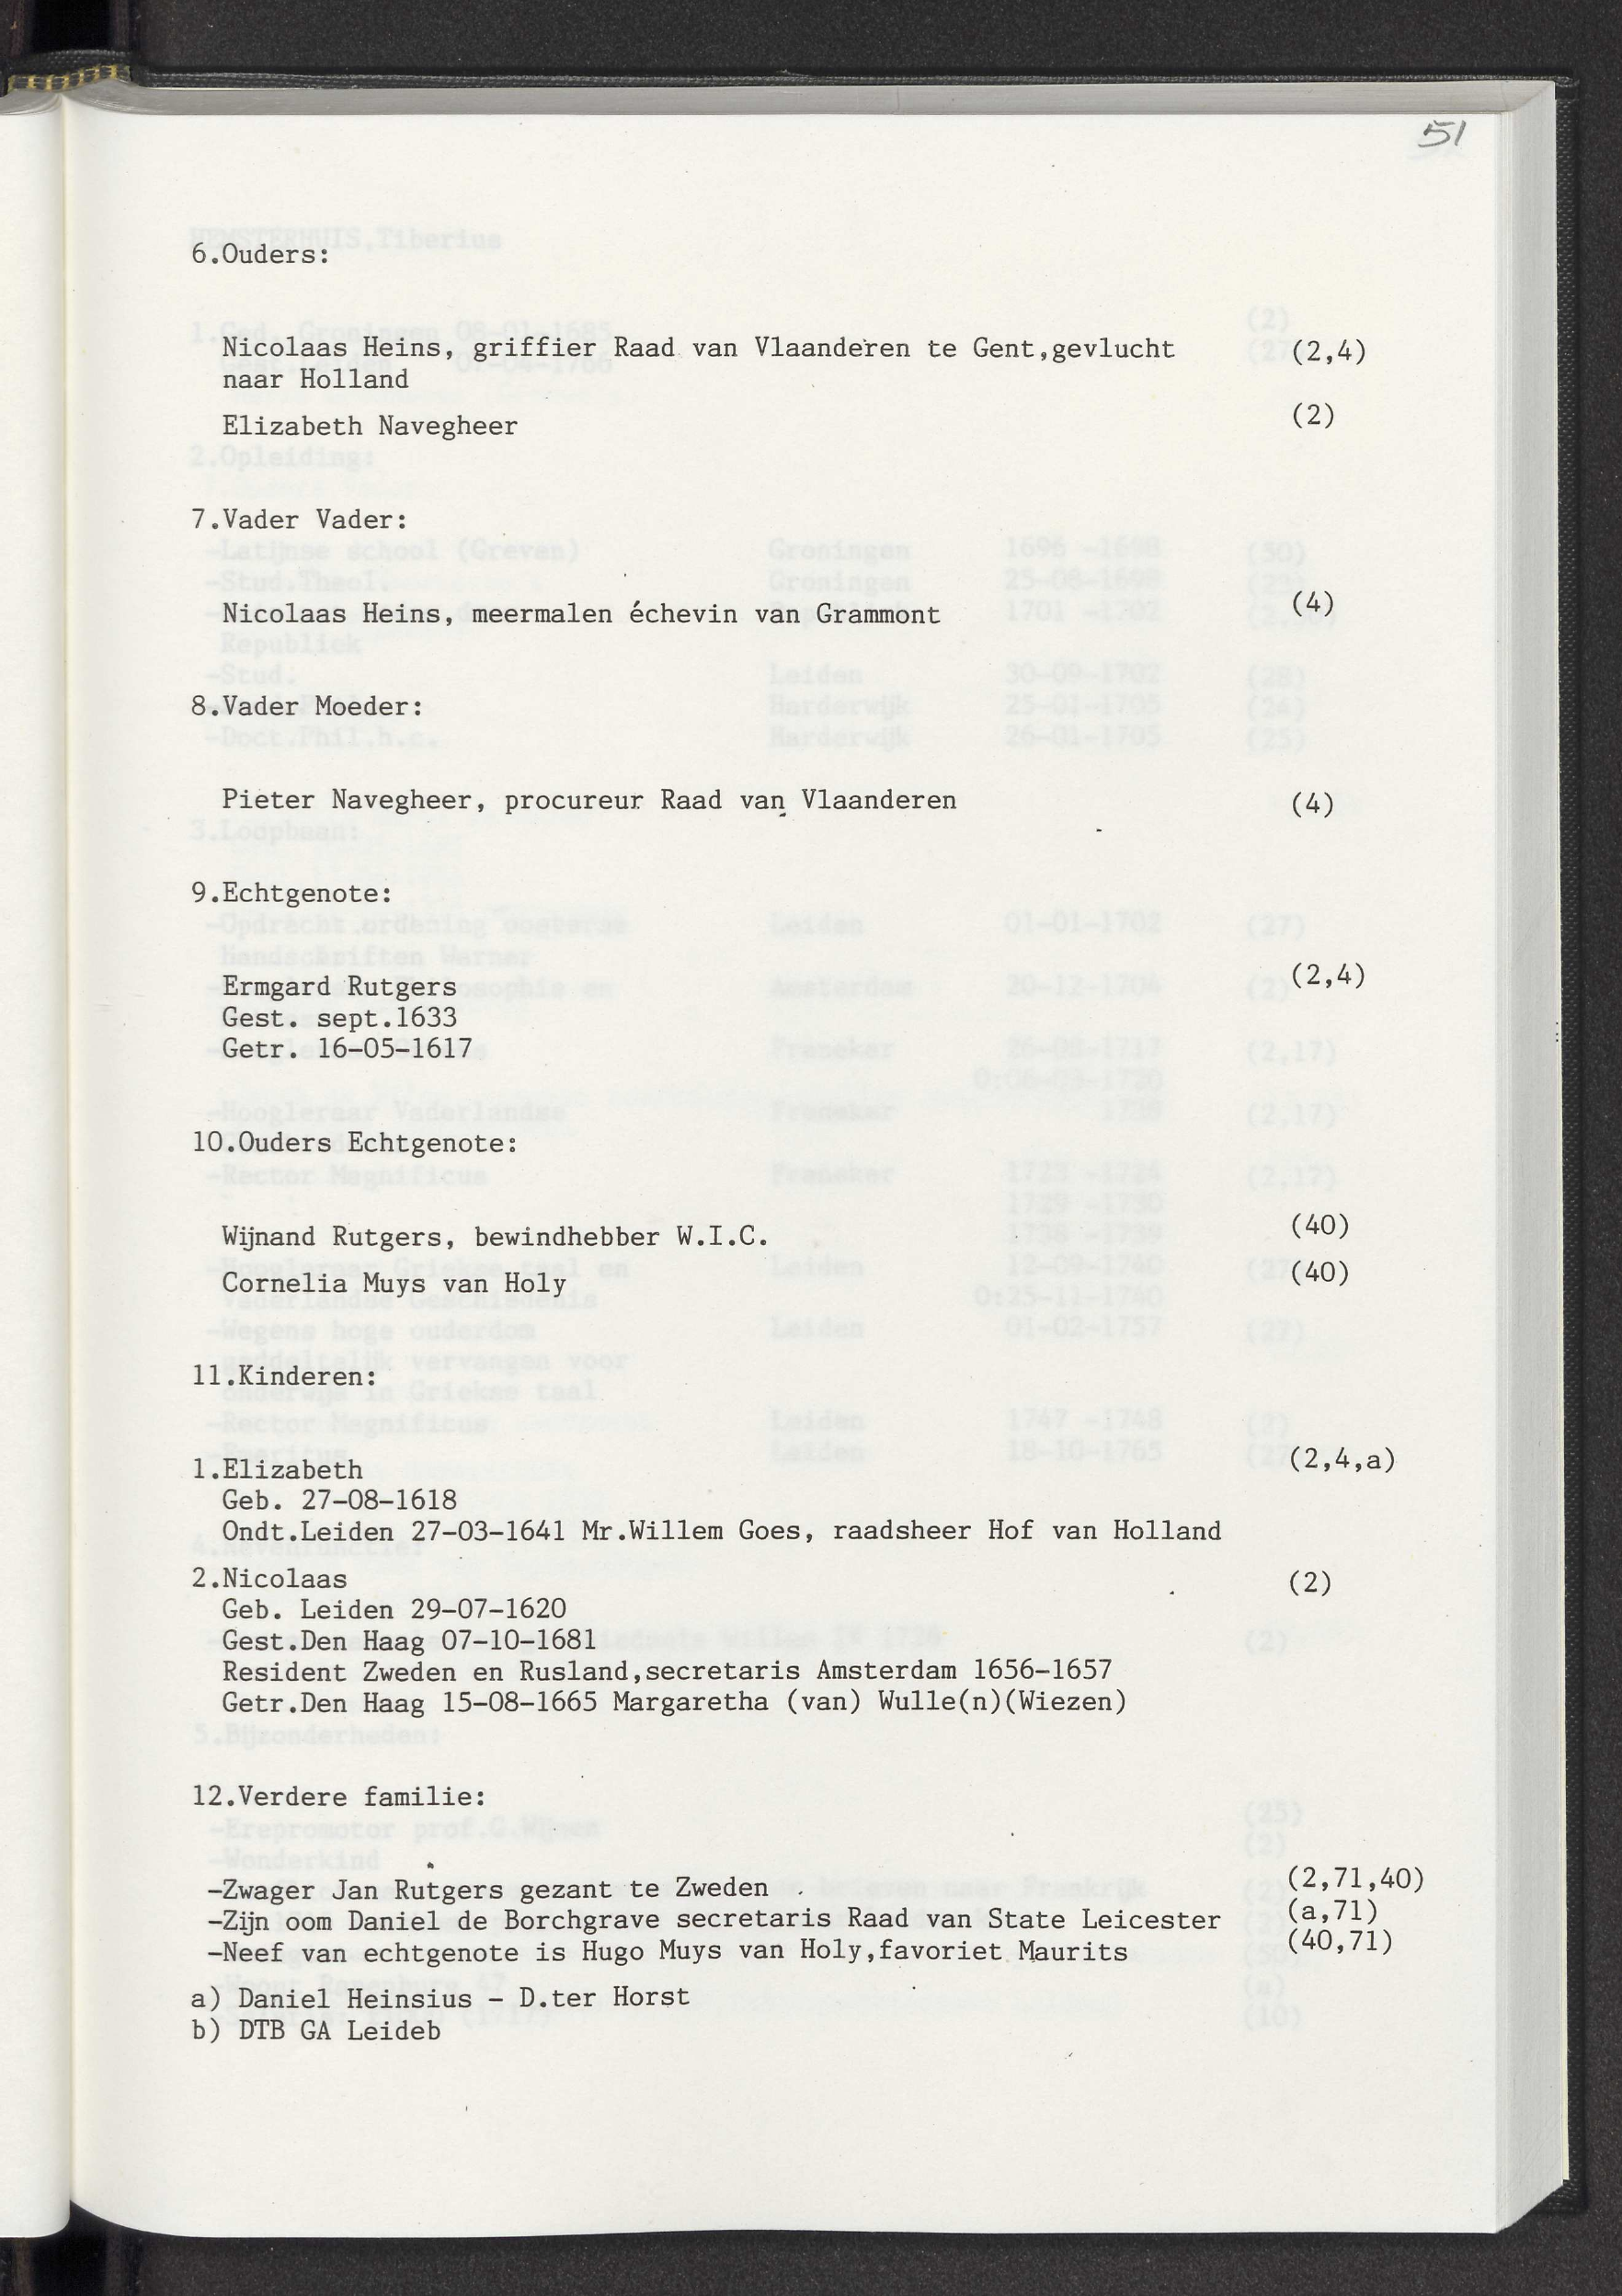 51
6.Ouders:
Nicolaas Heins, griffier Raad van Vlaanderen te Gent,gevlucht (2,4)
naar Holland
Elizabeth Navegheer (2)
7.Vader Vader:
Nicolaas Heins, meermalen échevin van Grammont (4)
8.Vader Moeder:
Pieter Navegheer, procureur Raad van Vlaanderen (4)
9.Echtgenote:
Ermgard Rutgers (2,4)
Gest. sept.1633
Getr. 16-05-1617
10.Ouders Echtgenote:
Wijnand Rutgers, bewindhebber W.I.C. (40)
Cornelia Muys van Holy (40)
11.Kinderen:
1.Elizabeth (2,4,a)
Geb. 27-08-1618
Ondt.Leiden 27-03-1641 Mr.Willem Goes, raadsheer Hof van Holland
2.Nicolaas (2)
Geb. Leiden 29-07-1620
Gest.Den Haag 07-10-1681
Resident Zweden en Rusland,secretaris Amsterdam 1656-1657
Getr.Den Haag 15-08-1665 Margaretha (van) Wulle(n)(Wiezen)
12.Verdere familie:
-Zwager Jan Rutgers gezant te Zweden (2,71,40)
-Zijn oom Daniel de Borchgrave secretaris Raad van State Leicester (a,71)
-Neef van echtgenote is Hugo Muys van Holy,favoriet Maurits (40,71)
a) Daniel Heinsius - D.ter Horst
b) DTB GA Leideb